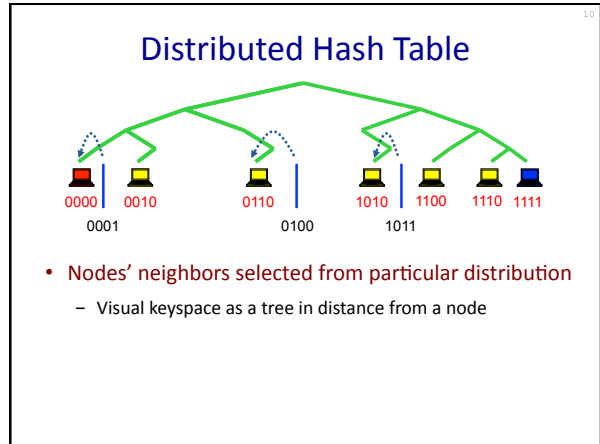 10
Distributed Hash Table
0000 0010 0110 1010 1100 1110 1111
0001 0100 1011
• Nodes’ neighbors selected from particular distribution
– Visual keyspace as a tree in distance from a node